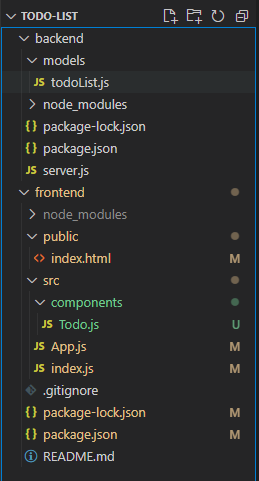 TODO-LIST
backend
models
JS todoList.js
node_modules
{} package-lock.json
{} package.json
JS server.js
frontend
node_modules
public
<> index.html M
src
components
JS Todo.js U
JS App.js M
JS index.js M
.gitignore
{} package-lock.json M
{} package.json M
README.md